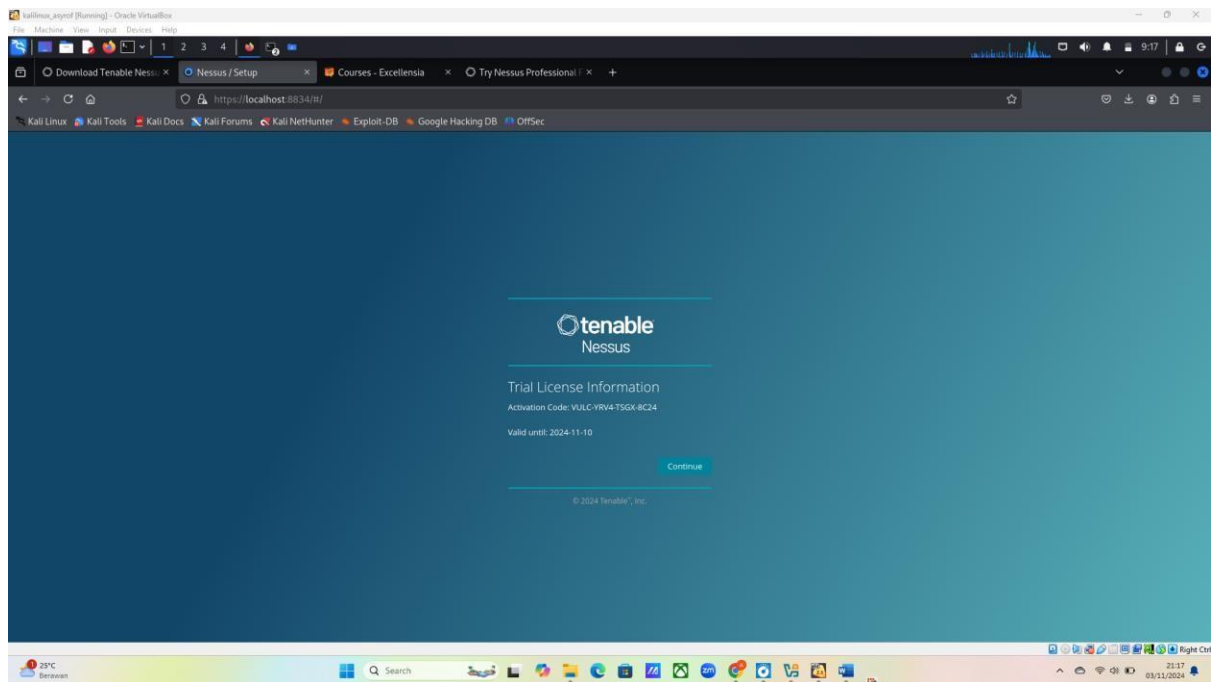 kalilinux_asyrof [Running] - Oracle VirtualBox
File Machine View Input Devices Help
1 2 3 4 9:17
Download Tenable Nessu Nessus / Setup Courses - Excellensia Try Nessus Professional F
https://localhost:8834/#/
Kali Linux Kali Tools Kali Docs Kali Forums Kali NetHunter Exploit-DB Google Hacking DB OffSec
tenable
Nessus
Trial License Information
Activation Code: VULC-YRV4-TSGX-8C24
Valid until: 2024-11-10
Continue
© 2024 Tenable®, Inc.
Right Ctrl
1
25°C
Berawan
Search
zm
21:17
03/11/2024